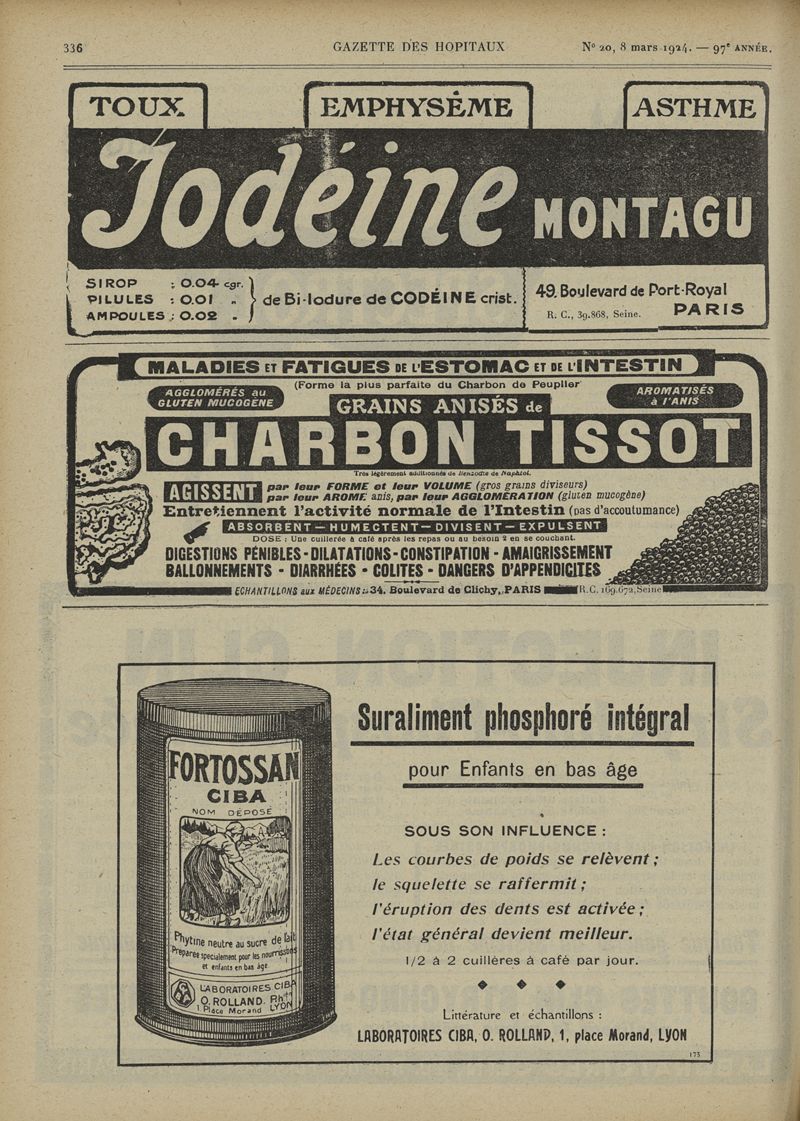 336 GAZETTE DES HOPITAUX N° 20, 8 mars 1924. — 97e ANNÉE.
TOUX EMPHYSÈME ASTHME
Iodéine MONTAGU
SIROP : 0.04 cgr.
PILULES : 0.01 „
AMPOULES : 0.02 „
de Bi-Iodure de CODÉINE crist.
49, Boulevard de Port-Royal
R. C., 39.868, Seine. PARIS
MALADIES ET FATIGUES DE L'ESTOMAC ET DE L'INTESTIN
(Forme la plus parfaite du Charbon de Peuplier
AGGLOMÉRÉS au
GLUTEN MUCOGÈNE
GRAINS ANISÉS de
AROMATISÉS
à l'ANIS
CHARBON TISSOT
Très légèrement additionnés de Benzoate de Naphtol.
AGISSENT par leur FORME et leur VOLUME (gros grains diviseurs)
par leur AROME anis, par leur AGGLOMÉRATION (gluten mucogène)
Entretiennent l'activité normale de l'Intestin (pas d'accoutumance)
ABSORBENT — HUMECTENT — DIVISENT — EXPULSENT
DOSE : Une cuillerée à café après les repas ou au besoin 2 en se couchant.
DIGESTIONS PÉNIBLES - DILATATIONS - CONSTIPATION - AMAIGRISSEMENT
BALLONNEMENTS - DIARRHÉES - COLITES - DANGERS D'APPENDICITES
ECHANTILLONS aux MÉDECINS : 34, Boulevard de Clichy, PARIS R.C. 169.672, Seine
FORTOSSAN
CIBA
NOM DÉPOSÉ
Phytine neutre au sucre de lait
Préparée spécialement pour les nourrissons
et enfants en bas âge
LABORATOIRES CIBA
O. ROLLAND. Phien
1 Place Morand LYON
Suraliment phosphoré intégral
pour Enfants en bas âge
SOUS SON INFLUENCE :
Les courbes de poids se relèvent ;
le squelette se raffermit ;
l'éruption des dents est activée ;
l'état général devient meilleur.
1/2 à 2 cuillères à café par jour.
Littérature et échantillons :
LABORATOIRES CIBA, O. ROLLAND, 1, place Morand, LYON
173